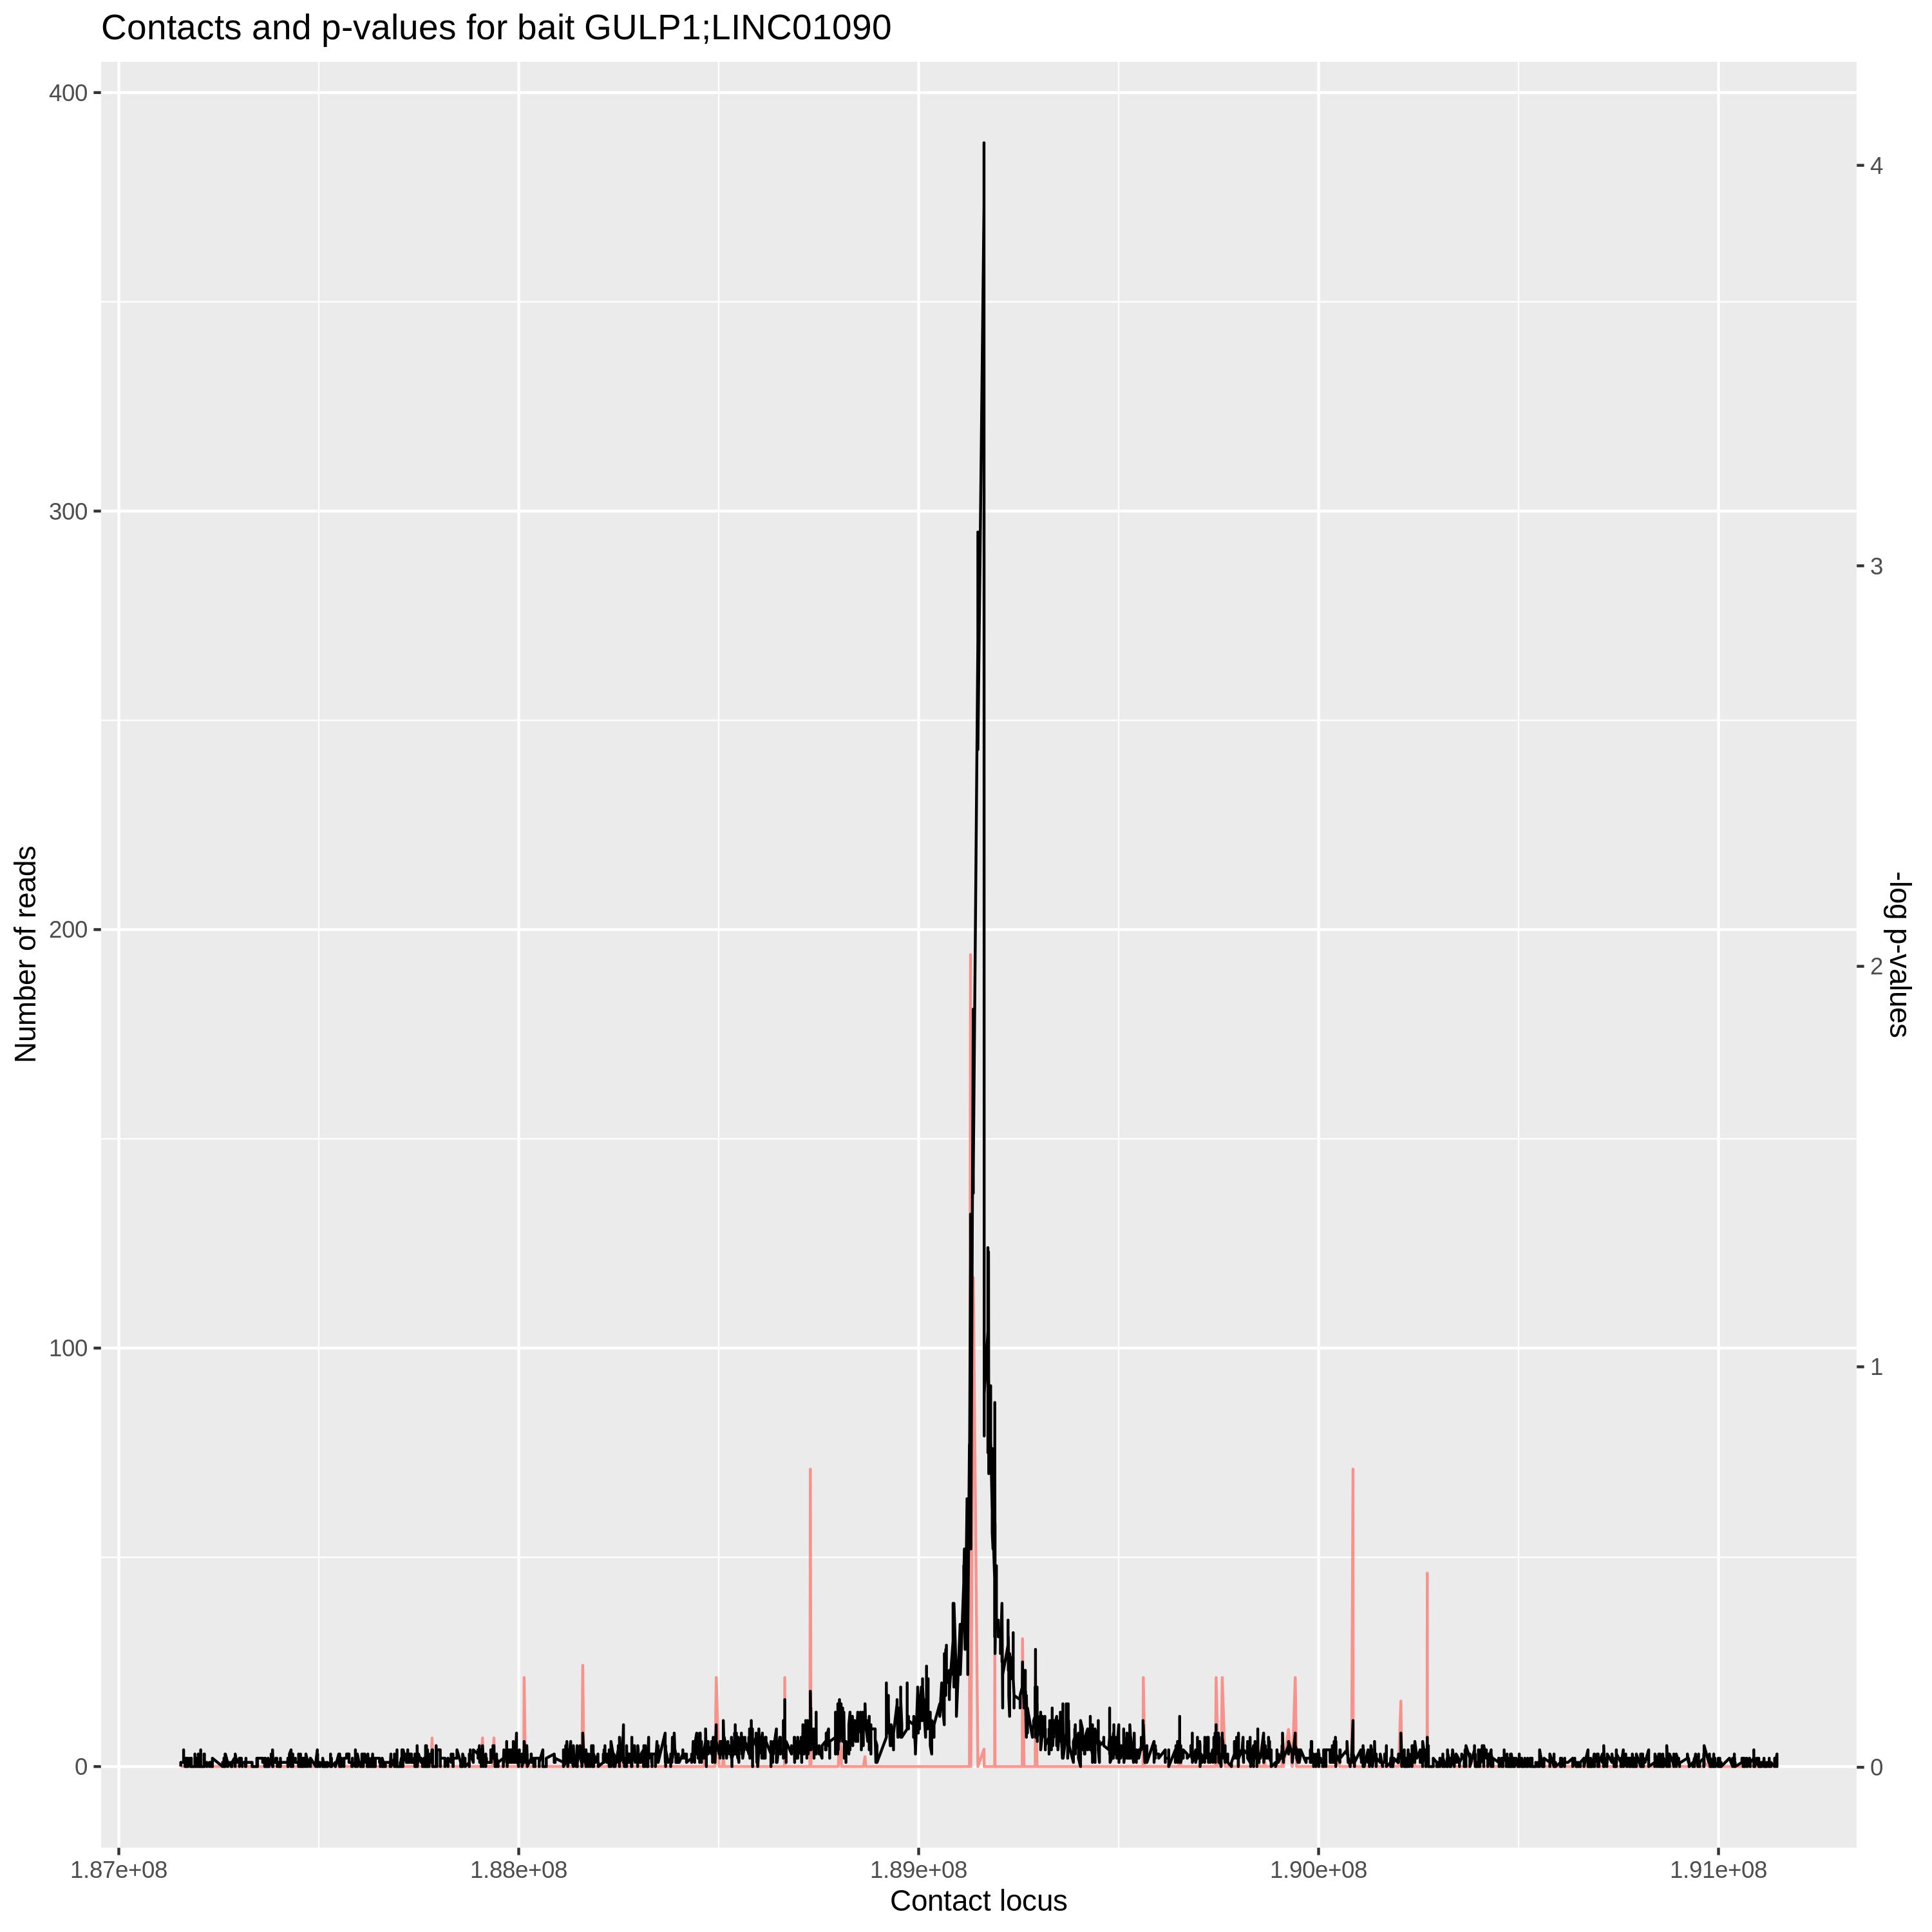 Contacts and p-values for bait GULP1;LINC01090
400
300
200
100
0
Number of reads
4
3
2
1
0
-log p-values
1.87e+08 1.88e+08 1.89e+08 1.90e+08 1.91e+08
Contact locus